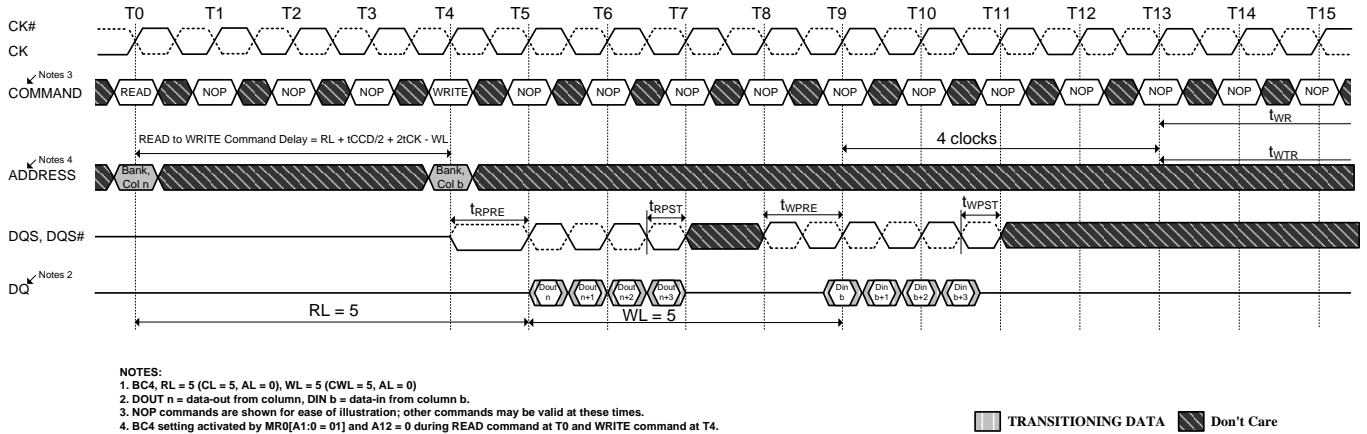 T0 T1 T2 T3 T4 T5 T6 T7 T8 T9 T10 T11 T12 T13 T14 T15
CK#
CK
Notes 3
COMMAND
READ NOP NOP NOP WRITE NOP NOP NOP NOP NOP NOP NOP NOP NOP NOP NOP
tWR
READ to WRITE Command Delay = RL + tCCD/2 + 2tCK - WL
4 clocks
tWTR
Notes 4
ADDRESS
Bank, Col n
Bank, Col b
tRPRE tRPST tWPRE tWPST
DQS, DQS#
Notes 2
DQ
Dout n
Dout n+1
Dout n+2
Dout n+3
Din b
Din b+1
Din b+2
Din b+3
RL = 5
WL = 5
NOTES:
1. BC4, RL = 5 (CL = 5, AL = 0), WL = 5 (CWL = 5, AL = 0)
2. DOUT n = data-out from column, DIN b = data-in from column b.
3. NOP commands are shown for ease of illustration; other commands may be valid at these times.
4. BC4 setting activated by MR0[A1:0 = 01] and A12 = 0 during READ command at T0 and WRITE command at T4.
TRANSITIONING DATA
Don't Care